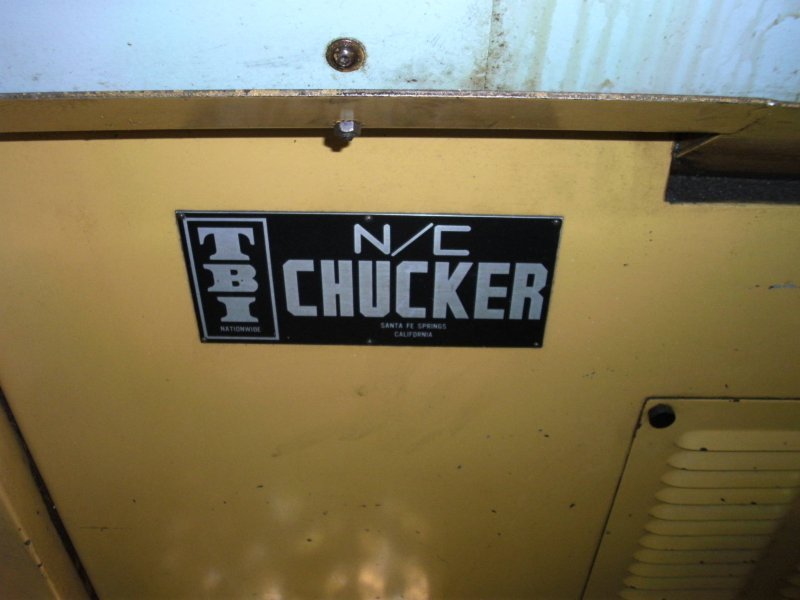 TBI
NATIONWIDE
N/C
CHUCKER
SANTA FE SPRINGS
CALIFORNIA